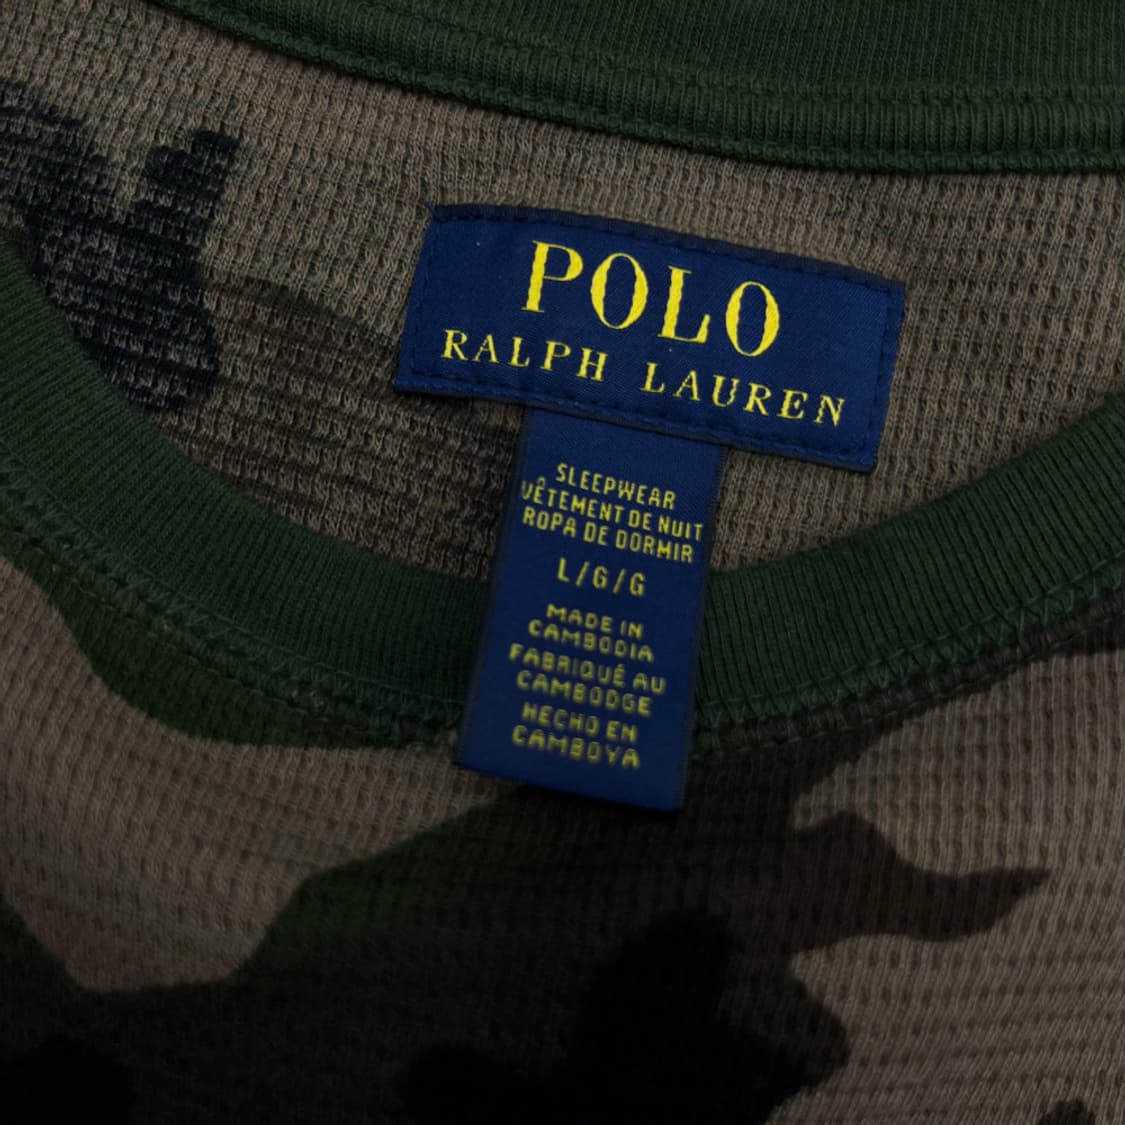 POLO
RALPH LAUREN
SLEEPWEAR
VÊTEMENT DE NUIT
ROPA DE DORMIR
L/G/G
MADE IN
CAMBODIA
FABRIQUÉ AU
CAMBODGE
HECHO EN
CAMBOYA